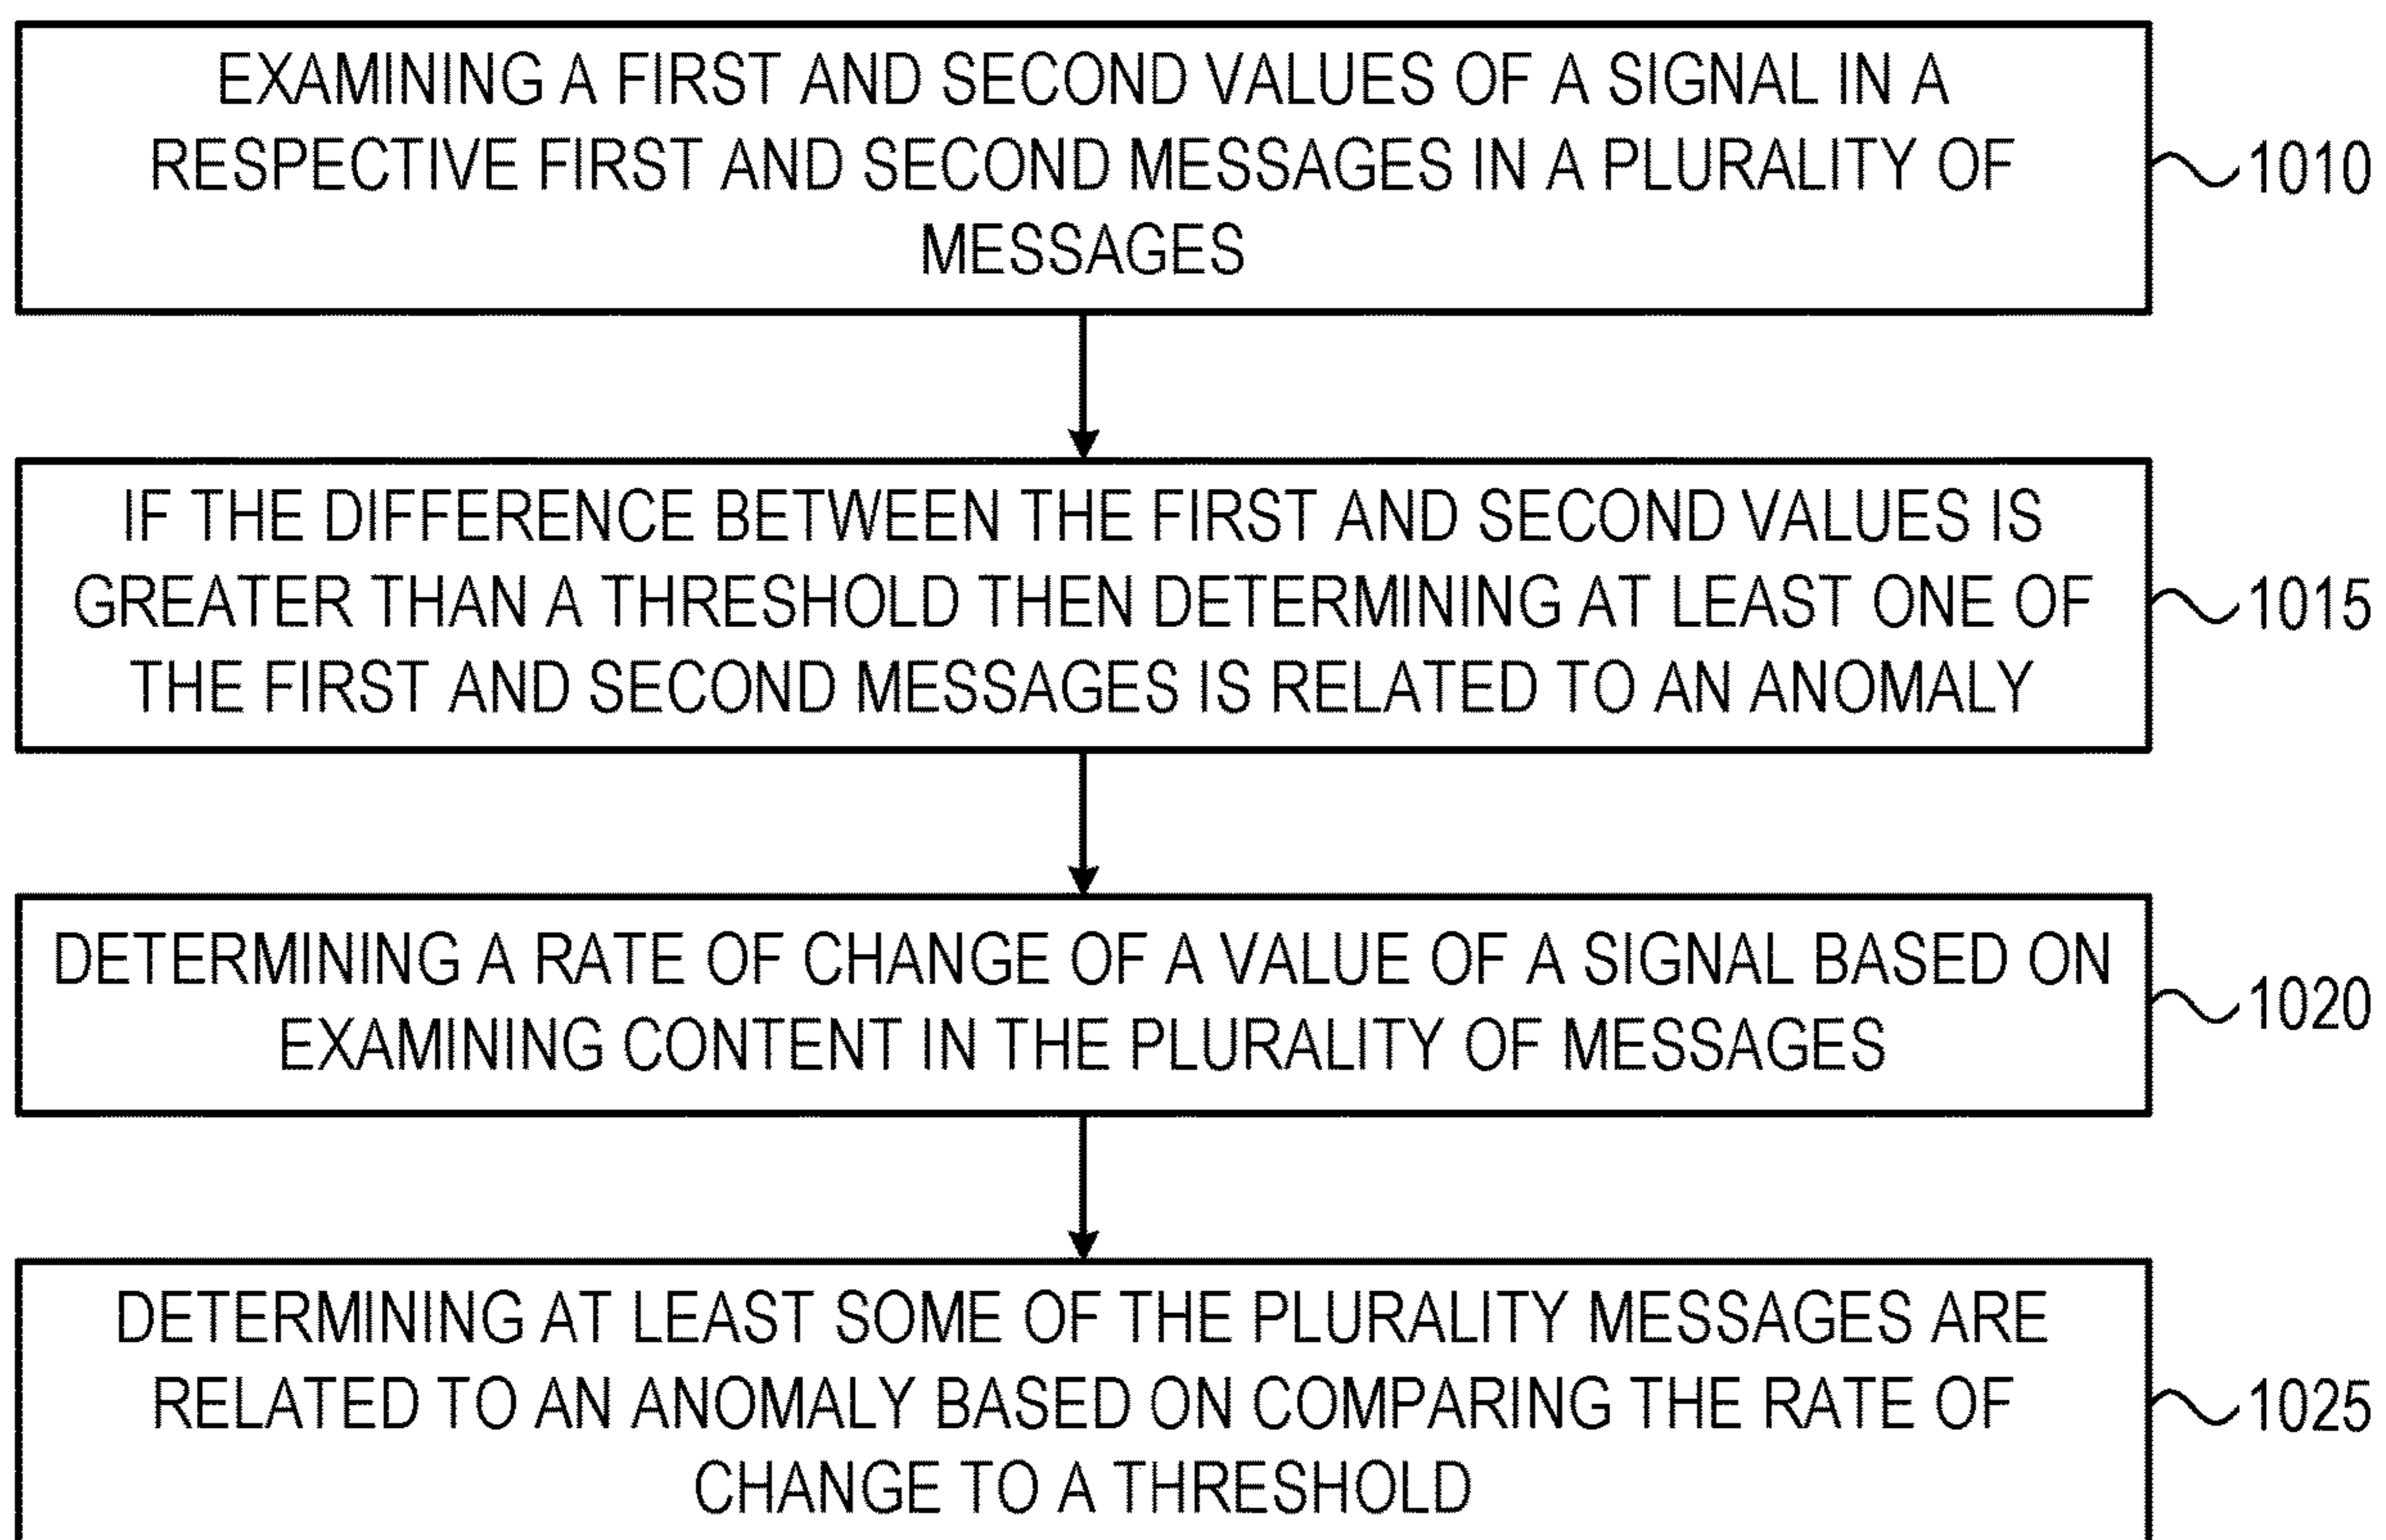 EXAMINING A FIRST AND SECOND VALUES OF A SIGNAL IN A
RESPECTIVE FIRST AND SECOND MESSAGES IN A PLURALITY OF
MESSAGES
1010
IF THE DIFFERENCE BETWEEN THE FIRST AND SECOND VALUES IS
GREATER THAN A THRESHOLD THEN DETERMINING AT LEAST ONE OF
THE FIRST AND SECOND MESSAGES IS RELATED TO AN ANOMALY
1015
DETERMINING A RATE OF CHANGE OF A VALUE OF A SIGNAL BASED ON
EXAMINING CONTENT IN THE PLURALITY OF MESSAGES
1020
DETERMINING AT LEAST SOME OF THE PLURALITY MESSAGES ARE
RELATED TO AN ANOMALY BASED ON COMPARING THE RATE OF
CHANGE TO A THRESHOLD
1025